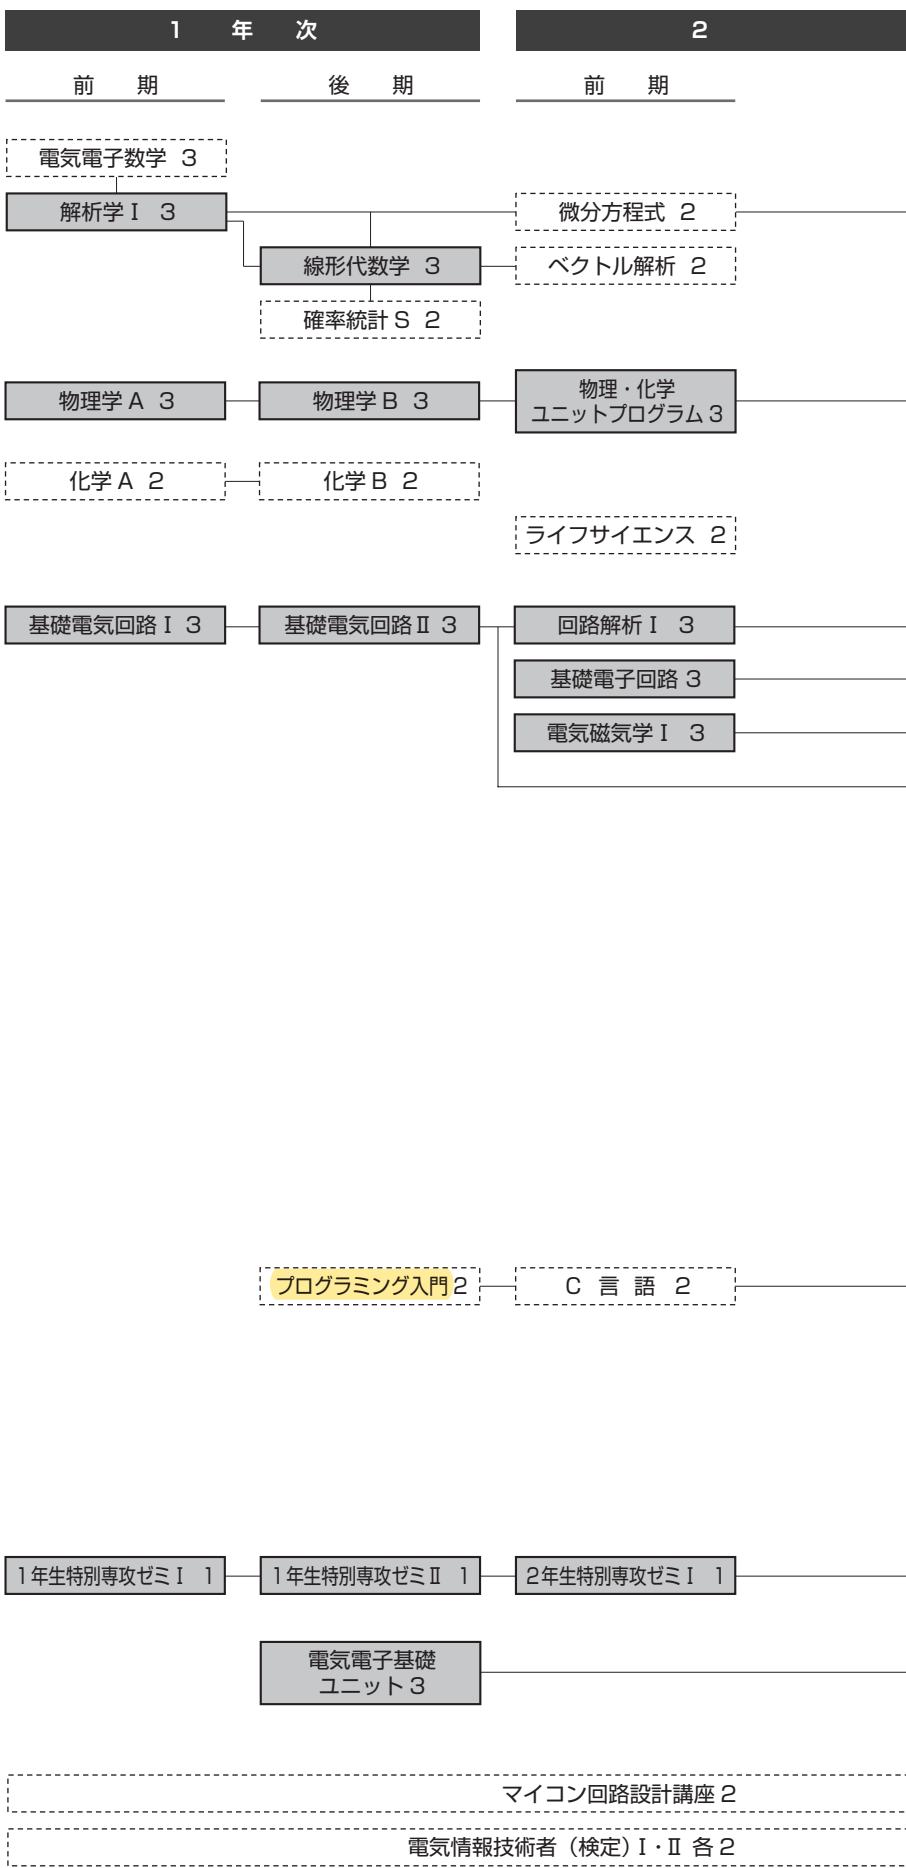 1 年 次
2
前 期
後 期
前 期
電気電子数学 3
解析学Ⅰ 3
微分方程式 2
線形代数学 3
ベクトル解析 2
確率統計S 2
物理学A 3
物理学B 3
物理・化学
ユニットプログラム 3
化学A 2
化学B 2
ライフサイエンス 2
基礎電気回路Ⅰ 3
基礎電気回路Ⅱ 3
回路解析Ⅰ 3
基礎電子回路 3
電気磁気学Ⅰ 3
プログラミング入門 2
C 言 語 2
1年生特別専攻ゼミⅠ 1
1年生特別専攻ゼミⅡ 1
2年生特別専攻ゼミⅠ 1
電気電子基礎
ユニット 3
マイコン回路設計講座 2
電気情報技術者(検定)Ⅰ・Ⅱ 各 2